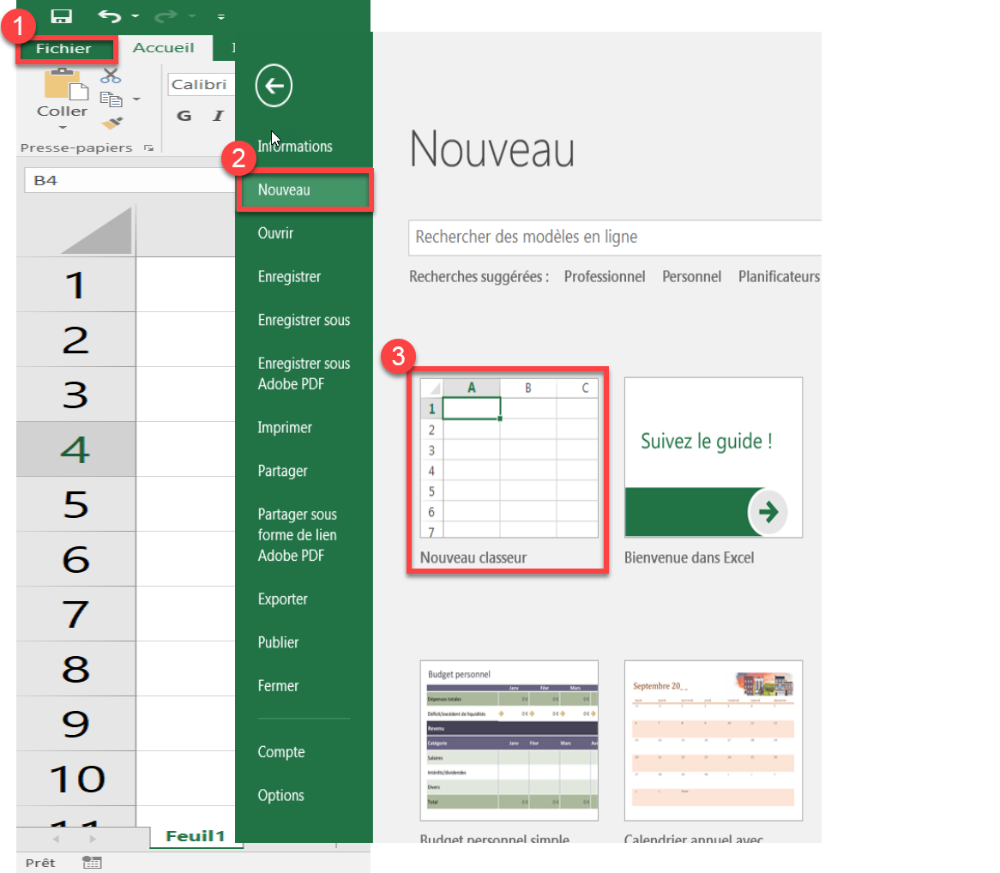 1
Fichier
Accueil
Calibri
Coller
G I
Presse-papiers
B4
1
2
3
4
5
6
7
8
9
10
11
Feuil1
Prêt
Informations
2
Nouveau
Ouvrir
Enregistrer
Enregistrer sous
Enregistrer sous
Adobe PDF
Imprimer
Partager
Partager sous
forme de lien
Adobe PDF
Exporter
Publier
Fermer
Compte
Options
Nouveau
Rechercher des modèles en ligne
Recherches suggérées : Professionnel Personnel Planificateurs
3
A B C
1
2
3
4
5
6
7
Nouveau classeur
Suivez le guide !
Bienvenue dans Excel
Budget personnel
Janv Févr Mars
Dépenses totales 0 € 0 € 0 €
Déficit/excédent de liquidités 0 € 0 € 0 €
Revenu
Catégorie Janv Févr Mars
Salaires
Intérêts/dividendes
Divers
Total 0 € 0 € 0 €
Budget personnel simple
Septembre 20_ _
Calendrier annuel avec